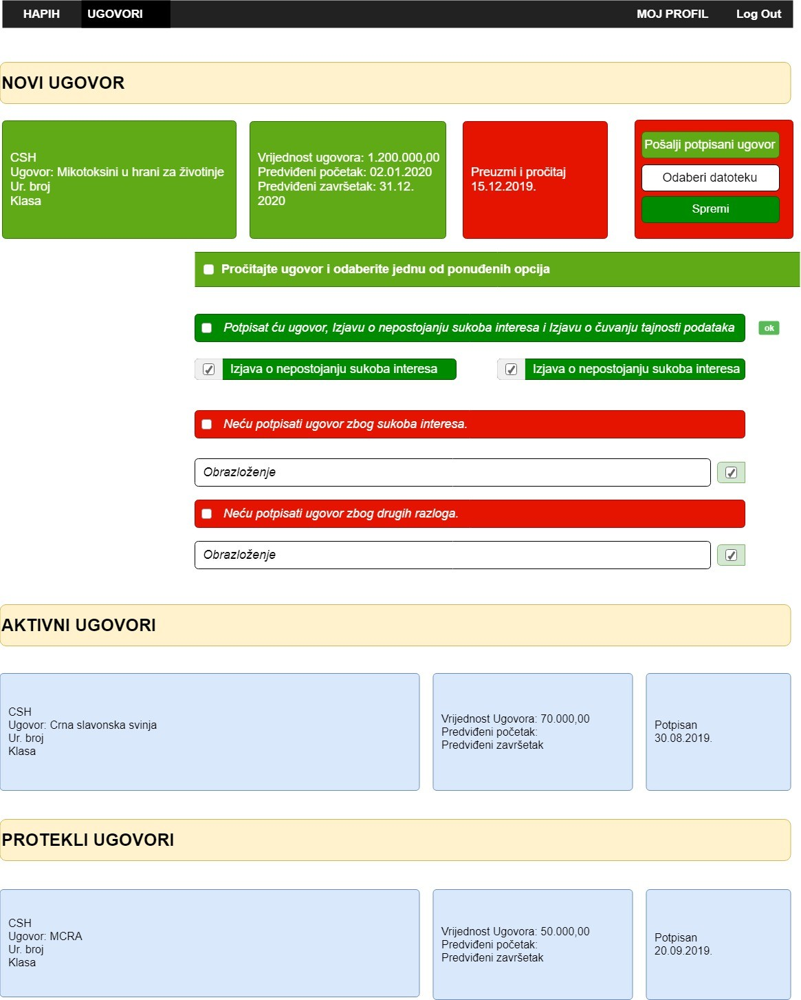 HAPIH UGOVORI MOJ PROFIL Log Out
NOVI UGOVOR
CSH
Ugovor: Mikotoksini u hrani za životinje
Ur. broj
Klasa
Vrijednost ugovora: 1.200.000,00
Predviđeni početak: 02.01.2020
Predviđeni završetak: 31.12.
2020
Preuzmi i pročitaj
15.12.2019.
Pošalji potpisani ugovor
Odaberi datoteku
Spremi
Pročitajte ugovor i odaberite jednu od ponuđenih opcija
Potpisat ću ugovor, Izjavu o nepostojanju sukoba interesa i Izjavu o čuvanju tajnosti podataka
ok
Izjava o nepostojanju sukoba interesa
Izjava o nepostojanju sukoba interesa
Neću potpisati ugovor zbog sukoba interesa.
Obrazloženje
Neću potpisati ugovor zbog drugih razloga.
Obrazloženje
AKTIVNI UGOVORI
CSH
Ugovor: Crna slavonska svinja
Ur. broj
Klasa
Vrijednost Ugovora: 70.000,00
Predviđeni početak:
Predviđeni završetak
Potpisan
30.08.2019.
PROTEKLI UGOVORI
CSH
Ugovor: MCRA
Ur. broj
Klasa
Vrijednost Ugovora: 50.000,00
Predviđeni početak:
Predviđeni završetak
Potpisan
20.09.2019.